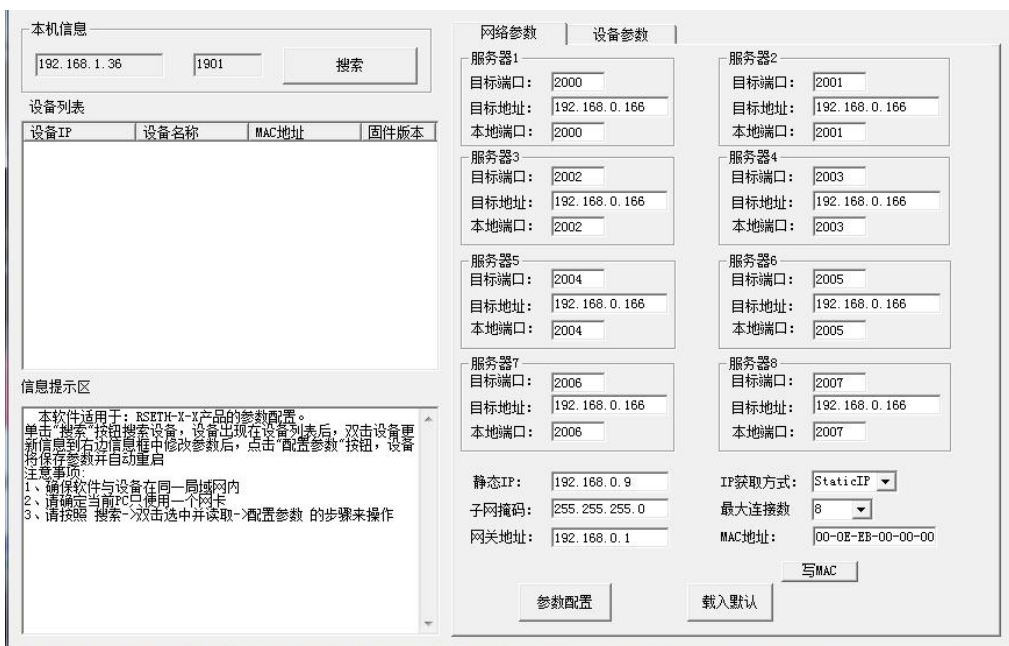 本机信息
192.168.1.36
1901
搜索
设备列表
设备IP
设备名称
MAC地址
固件版本
信息提示区
本软件适用于：RSETH-X-X产品的参数配置。
单击"搜索"按钮搜索设备，设备出现在设备列表后，双击设备更
新信息到右边信息框中修改参数后，点击"配置参数"按钮，设备
将保存参数并自动重启
注意事项:
1、确保软件与设备在同一局域网内
2、请确定当前PC只使用一个网卡
3、请按照 搜索->双击选中并读取->配置参数 的步骤来操作
网络参数
设备参数
服务器1
目标端口： 2000
目标地址： 192.168.0.166
本地端口： 2000
服务器2
目标端口： 2001
目标地址： 192.168.0.166
本地端口： 2001
服务器3
目标端口： 2002
目标地址： 192.168.0.166
本地端口： 2002
服务器4
目标端口： 2003
目标地址： 192.168.0.166
本地端口： 2003
服务器5
目标端口： 2004
目标地址： 192.168.0.166
本地端口： 2004
服务器6
目标端口： 2005
目标地址： 192.168.0.166
本地端口： 2005
服务器7
目标端口： 2006
目标地址： 192.168.0.166
本地端口： 2006
服务器8
目标端口： 2007
目标地址： 192.168.0.166
本地端口： 2007
静态IP： 192.168.0.9
子网掩码： 255.255.255.0
网关地址： 192.168.0.1
IP获取方式： StaticIP
最大连接数 8
MAC地址： 00-0E-EB-00-00-00
写MAC
参数配置
载入默认